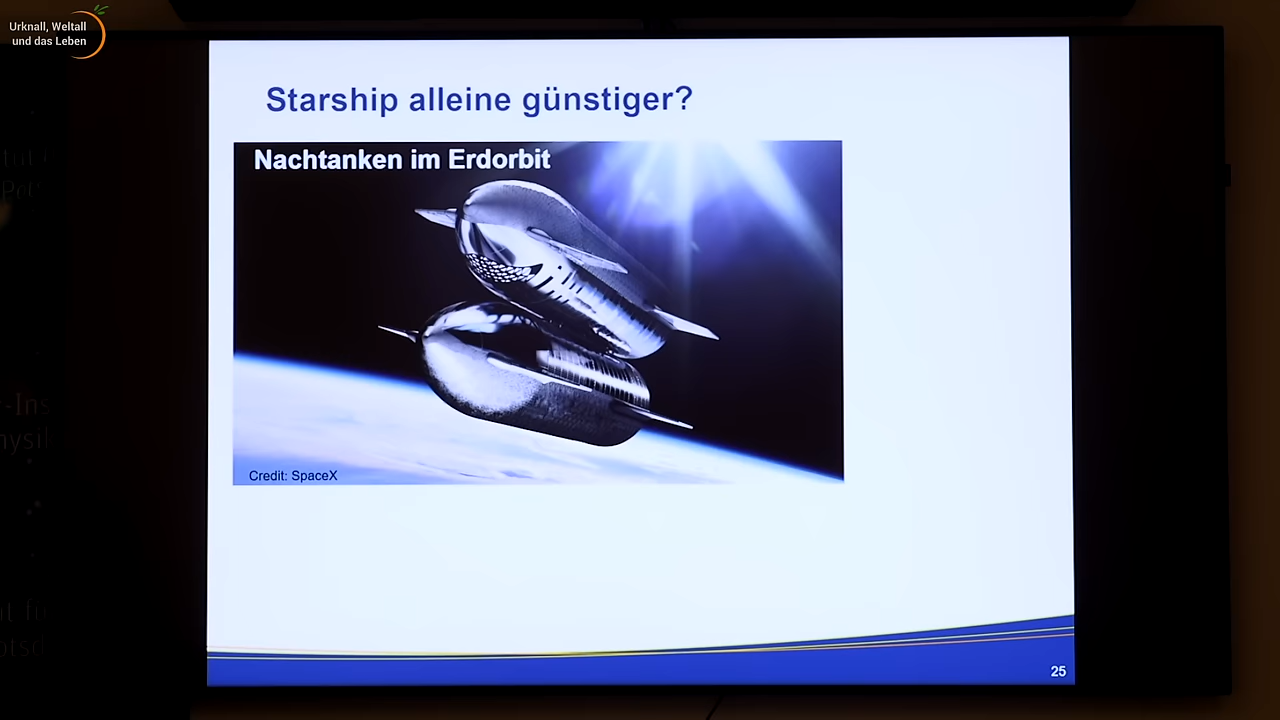 Urknall, Weltall
und das Leben
Starship alleine günstiger?
Nachtanken im Erdorbit
Credit: SpaceX
25